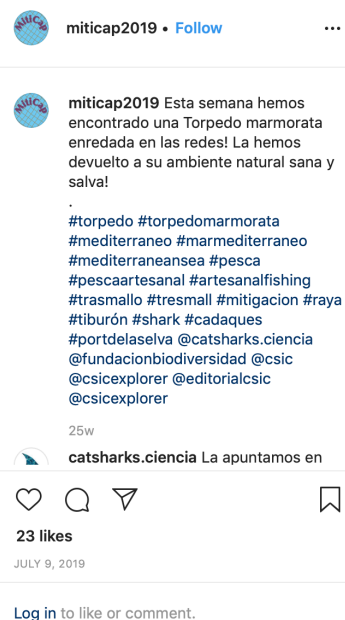 MitiCap
miticap2019 • Follow
...
MitiCap
miticap2019 Esta semana hemos
encontrado una Torpedo marmorata
enredada en las redes! La hemos
devuelto a su ambiente natural sana y
salva!
.
#torpedo #torpedomarmorata
#mediterraneo #marmediterraneo
#mediterraneansea #pesca
#pescaartesanal #artesanalfishing
#trasmallo #tresmall #mitigacion #raya
#tiburón #shark #cadaques
#portdelaselva @catsharks.ciencia
@fundacionbiodiversidad @csic
@csicexplorer @editorialcsic
@csicexplorer
25w
catsharks.ciencia La apuntamos en
23 likes
JULY 9, 2019
Log in to like or comment.